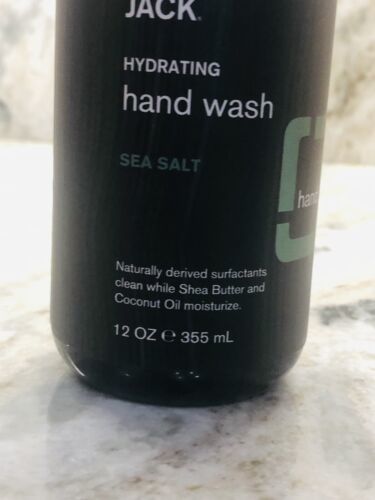 JACK.
HYDRATING
hand wash
SEA SALT
hand
Naturally derived surfactants
clean while Shea Butter and
Coconut Oil moisturize.
12 OZ ℮ 355 mL